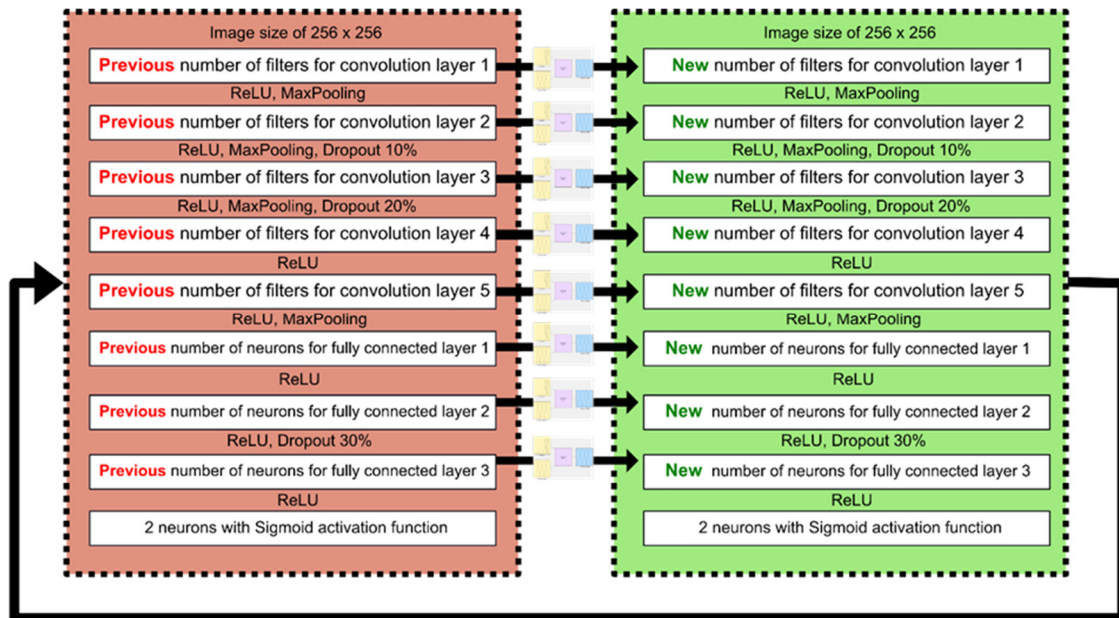 Image size of 256 x 256
Previous number of filters for convolution layer 1
ReLU, MaxPooling
Previous number of filters for convolution layer 2
ReLU, MaxPooling, Dropout 10%
Previous number of filters for convolution layer 3
ReLU, MaxPooling, Dropout 20%
Previous number of filters for convolution layer 4
ReLU
Previous number of filters for convolution layer 5
ReLU, MaxPooling
Previous number of neurons for fully connected layer 1
ReLU
Previous number of neurons for fully connected layer 2
ReLU, Dropout 30%
Previous number of neurons for fully connected layer 3
ReLU
2 neurons with Sigmoid activation function
Image size of 256 x 256
New number of filters for convolution layer 1
ReLU, MaxPooling
New number of filters for convolution layer 2
ReLU, MaxPooling, Dropout 10%
New number of filters for convolution layer 3
ReLU, MaxPooling, Dropout 20%
New number of filters for convolution layer 4
ReLU
New number of filters for convolution layer 5
ReLU, MaxPooling
New number of neurons for fully connected layer 1
ReLU
New number of neurons for fully connected layer 2
ReLU, Dropout 30%
New number of neurons for fully connected layer 3
ReLU
2 neurons with Sigmoid activation function